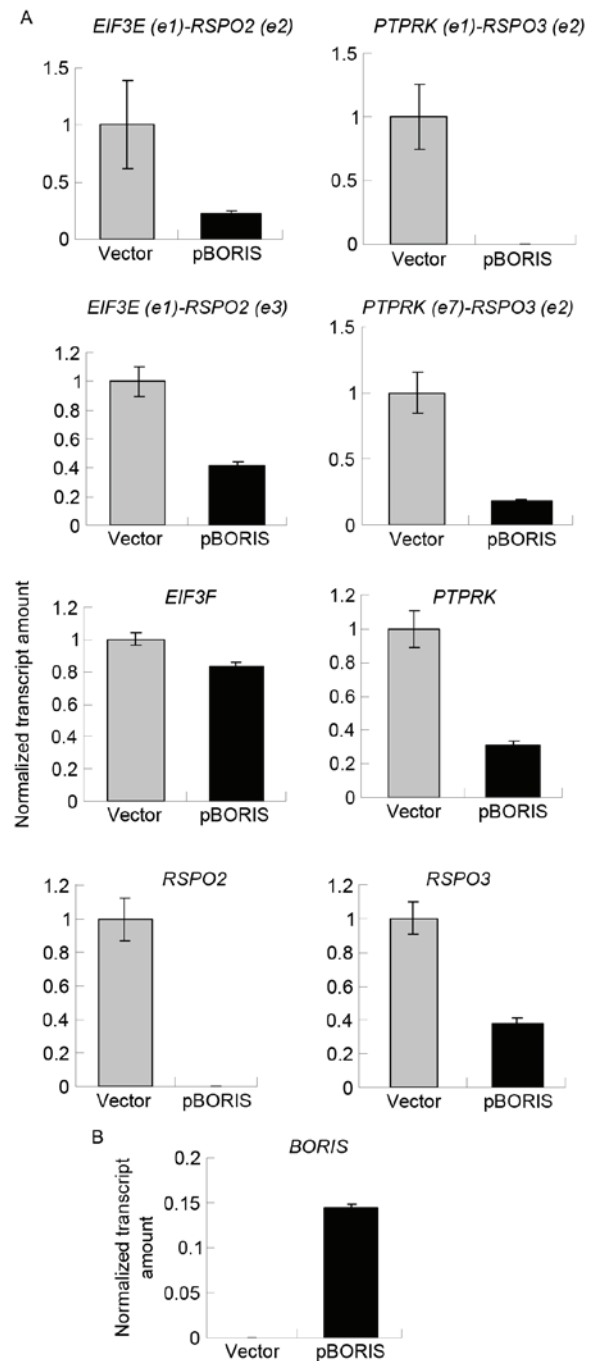 A
EIF3E (e1)-RSPO2 (e2)
PTPRK (e1)-RSPO3 (e2)
1.5
1
0.5
0
Vector pBORIS
1.5
1
0.5
0
Vector pBORIS
EIF3E (e1)-RSPO2 (e3)
PTPRK (e7)-RSPO3 (e2)
1.2
1
0.8
0.6
0.4
0.2
0
Vector pBORIS
1.5
1
0.5
0
Vector pBORIS
Normalized transcript amount
EIF3F
PTPRK
1.2
1
0.8
0.6
0.4
0.2
0
Vector pBORIS
1.2
1
0.8
0.6
0.4
0.2
0
Vector pBORIS
RSPO2
RSPO3
1.2
1
0.8
0.6
0.4
0.2
0
Vector pBORIS
1.2
1
0.8
0.6
0.4
0.2
0
Vector pBORIS
B
BORIS
Normalized transcript
amount
0.2
0.15
0.1
0.05
0
Vector pBORIS